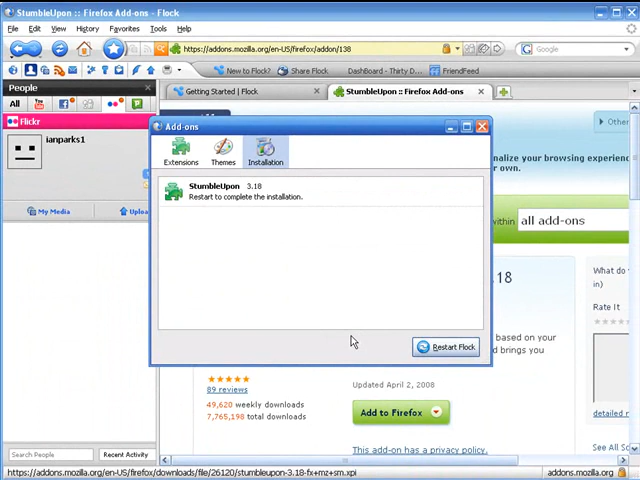 StumbleUpon :: Firefox Add-ons - Flock
File Edit View History Favorites Tools Help
https://addons.mozilla.org/en-US/firefox/addon/138
Google
New to Flock? Share Flock Dashboard - Thirty D... FriendFeed
People
Getting Started | Flock
StumbleUpon :: Firefox Add-ons
All
Flickr
ianparks1
My Media
Uploa
Add-ons
Extensions Themes Installation
StumbleUpon 3.18
Restart to complete the installation.
Restart Flock
Other
nalize your browsing experienc
own.
within
all add-ons
3.18
What do y
in)
Rate It
based on your
nd brings you
89 reviews
49,620 weekly downloads
7,765,198 total downloads
Updated April 2, 2008
Add to Firefox
detailed r
This add-on has a privacy policy.
See All So
Search People
Recent Activity
https://addons.mozilla.org/en-US/firefox/downloads/file/26120/stumbleupon-3.18-fx+mz+sm.xpi
addons.mozilla.org